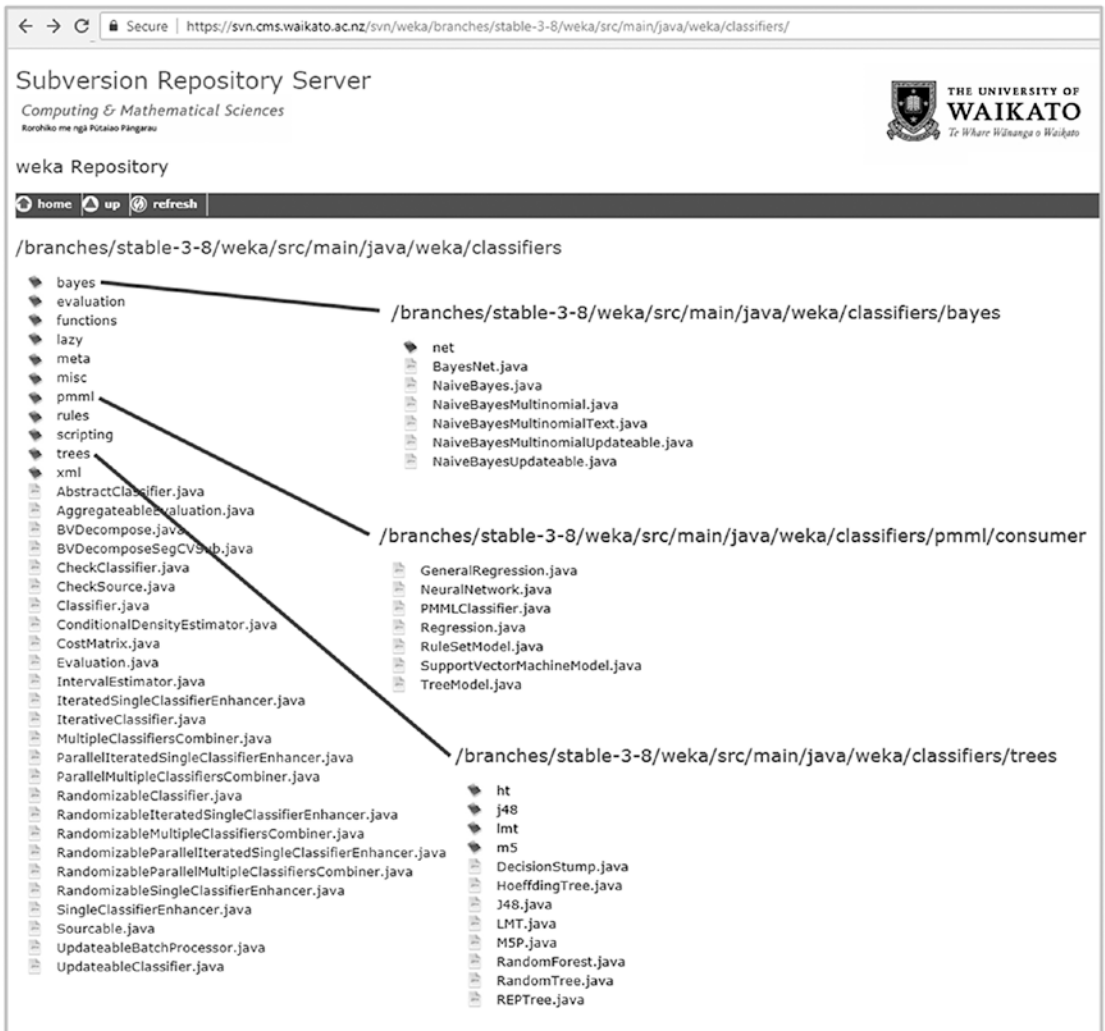 Secure | https://svn.cms.waikato.ac.nz/svn/weka/branches/stable-3-8/weka/src/main/java/weka/classifiers/
Subversion Repository Server
Computing & Mathematical Sciences
Rorohiko me ngā Pūtaiao Pāngarau
THE UNIVERSITY OF
WAIKATO
Te Whare Wānanga o Waikato
weka Repository
home up refresh
/branches/stable-3-8/weka/src/main/java/weka/classifiers
bayes
evaluation
functions
lazy
meta
misc
pmml
rules
scripting
trees
xml
AbstractClassifier.java
AggregateableEvaluation.java
BVDecompose.java
BVDecomposeSegCVSub.java
CheckClassifier.java
CheckSource.java
Classifier.java
ConditionalDensityEstimator.java
CostMatrix.java
Evaluation.java
IntervalEstimator.java
IteratedSingleClassifierEnhancer.java
IterativeClassifier.java
MultipleClassifiersCombiner.java
ParallelIteratedSingleClassifierEnhancer.java
ParallelMultipleClassifiersCombiner.java
RandomizableClassifier.java
RandomizableIteratedSingleClassifierEnhancer.java
RandomizableMultipleClassifiersCombiner.java
RandomizableParallelIteratedSingleClassifierEnhancer.java
RandomizableParallelMultipleClassifiersCombiner.java
RandomizableSingleClassifierEnhancer.java
SingleClassifierEnhancer.java
Sourcable.java
UpdateableBatchProcessor.java
UpdateableClassifier.java
/branches/stable-3-8/weka/src/main/java/weka/classifiers/bayes
net
BayesNet.java
NaiveBayes.java
NaiveBayesMultinomial.java
NaiveBayesMultinomialText.java
NaiveBayesMultinomialUpdateable.java
NaiveBayesUpdateable.java
/branches/stable-3-8/weka/src/main/java/weka/classifiers/pmml/consumer
GeneralRegression.java
NeuralNetwork.java
PMMLClassifier.java
Regression.java
RuleSetModel.java
SupportVectorMachineModel.java
TreeModel.java
/branches/stable-3-8/weka/src/main/java/weka/classifiers/trees
ht
j48
lmt
m5
DecisionStump.java
HoeffdingTree.java
J48.java
LMT.java
M5P.java
RandomForest.java
RandomTree.java
REPTree.java